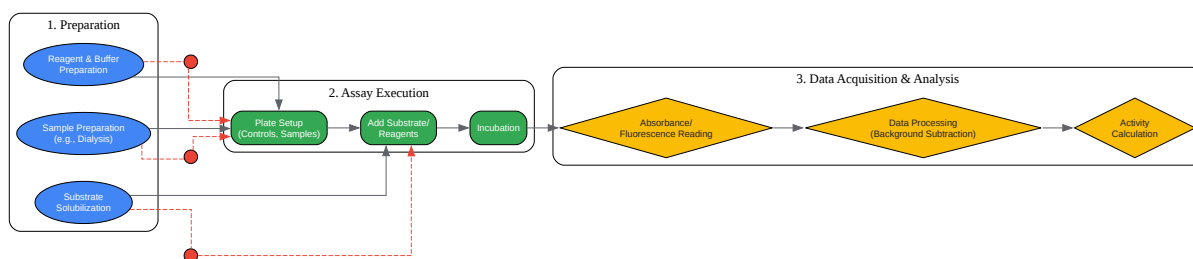 1. Preparation
Reagent & Buffer
Preparation
Sample Preparation
(e.g., Dialysis)
Substrate
Solubilization
2. Assay Execution
Plate Setup
(Controls, Samples)
Add Substrate/
Reagents
Incubation
3. Data Acquisition & Analysis
Absorbance/
Fluorescence Reading
Data Processing
(Background Subtraction)
Activity
Calculation